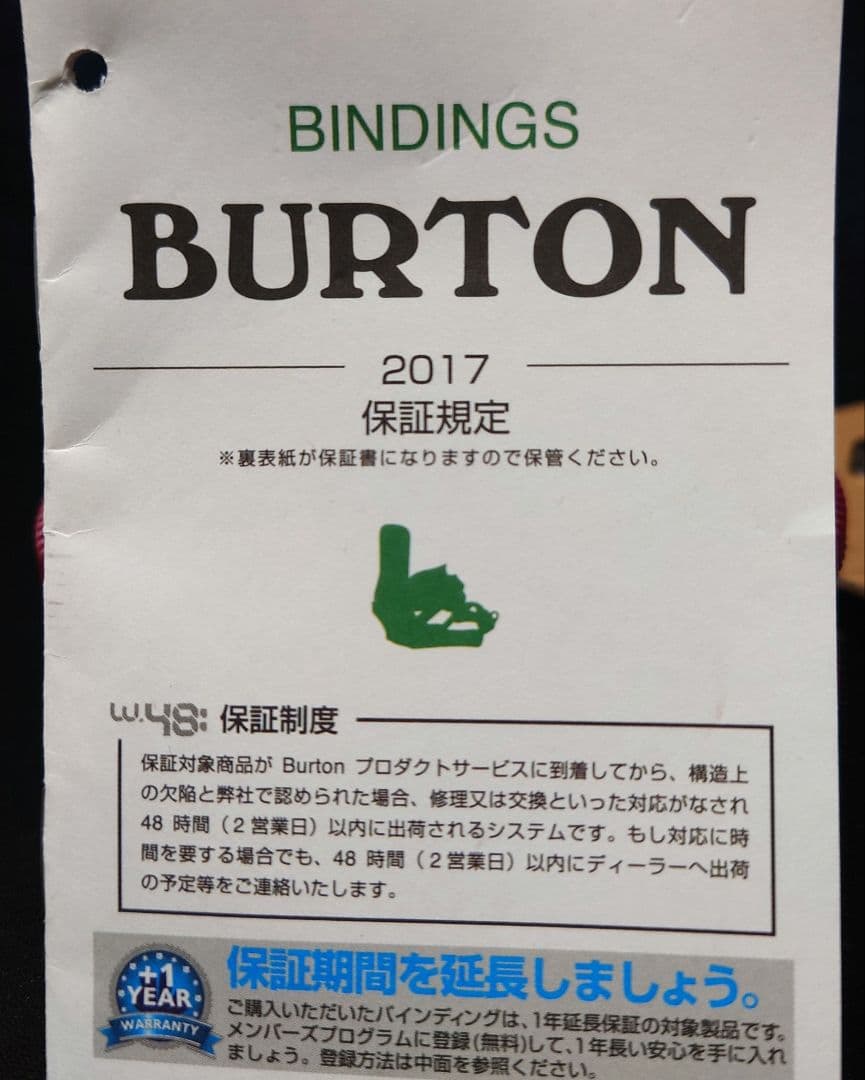 BINDINGS
BURTON
2017
保証規定
※裏表紙が保証書になりますので保管ください。
W.48: 保証制度
保証対象商品が Burton プロダクトサービスに到着してから、構造上
の欠陥と弊社で認められた場合、修理又は交換といった対応がなされ
48 時間（2営業日）以内に出荷されるシステムです。もし対応に時
間を要する場合でも、48 時間（2営業日）以内にディーラーへ出荷
の予定等をご連絡いたします。
+1
YEAR
WARRANTY
保証期間を延長しましょう。
ご購入いただいたバインディングは、1年延長保証の対象製品です。
メンバーズプログラムに登録(無料)して、1年長い安心を手に入れ
ましょう。登録方法は中面を参照ください。